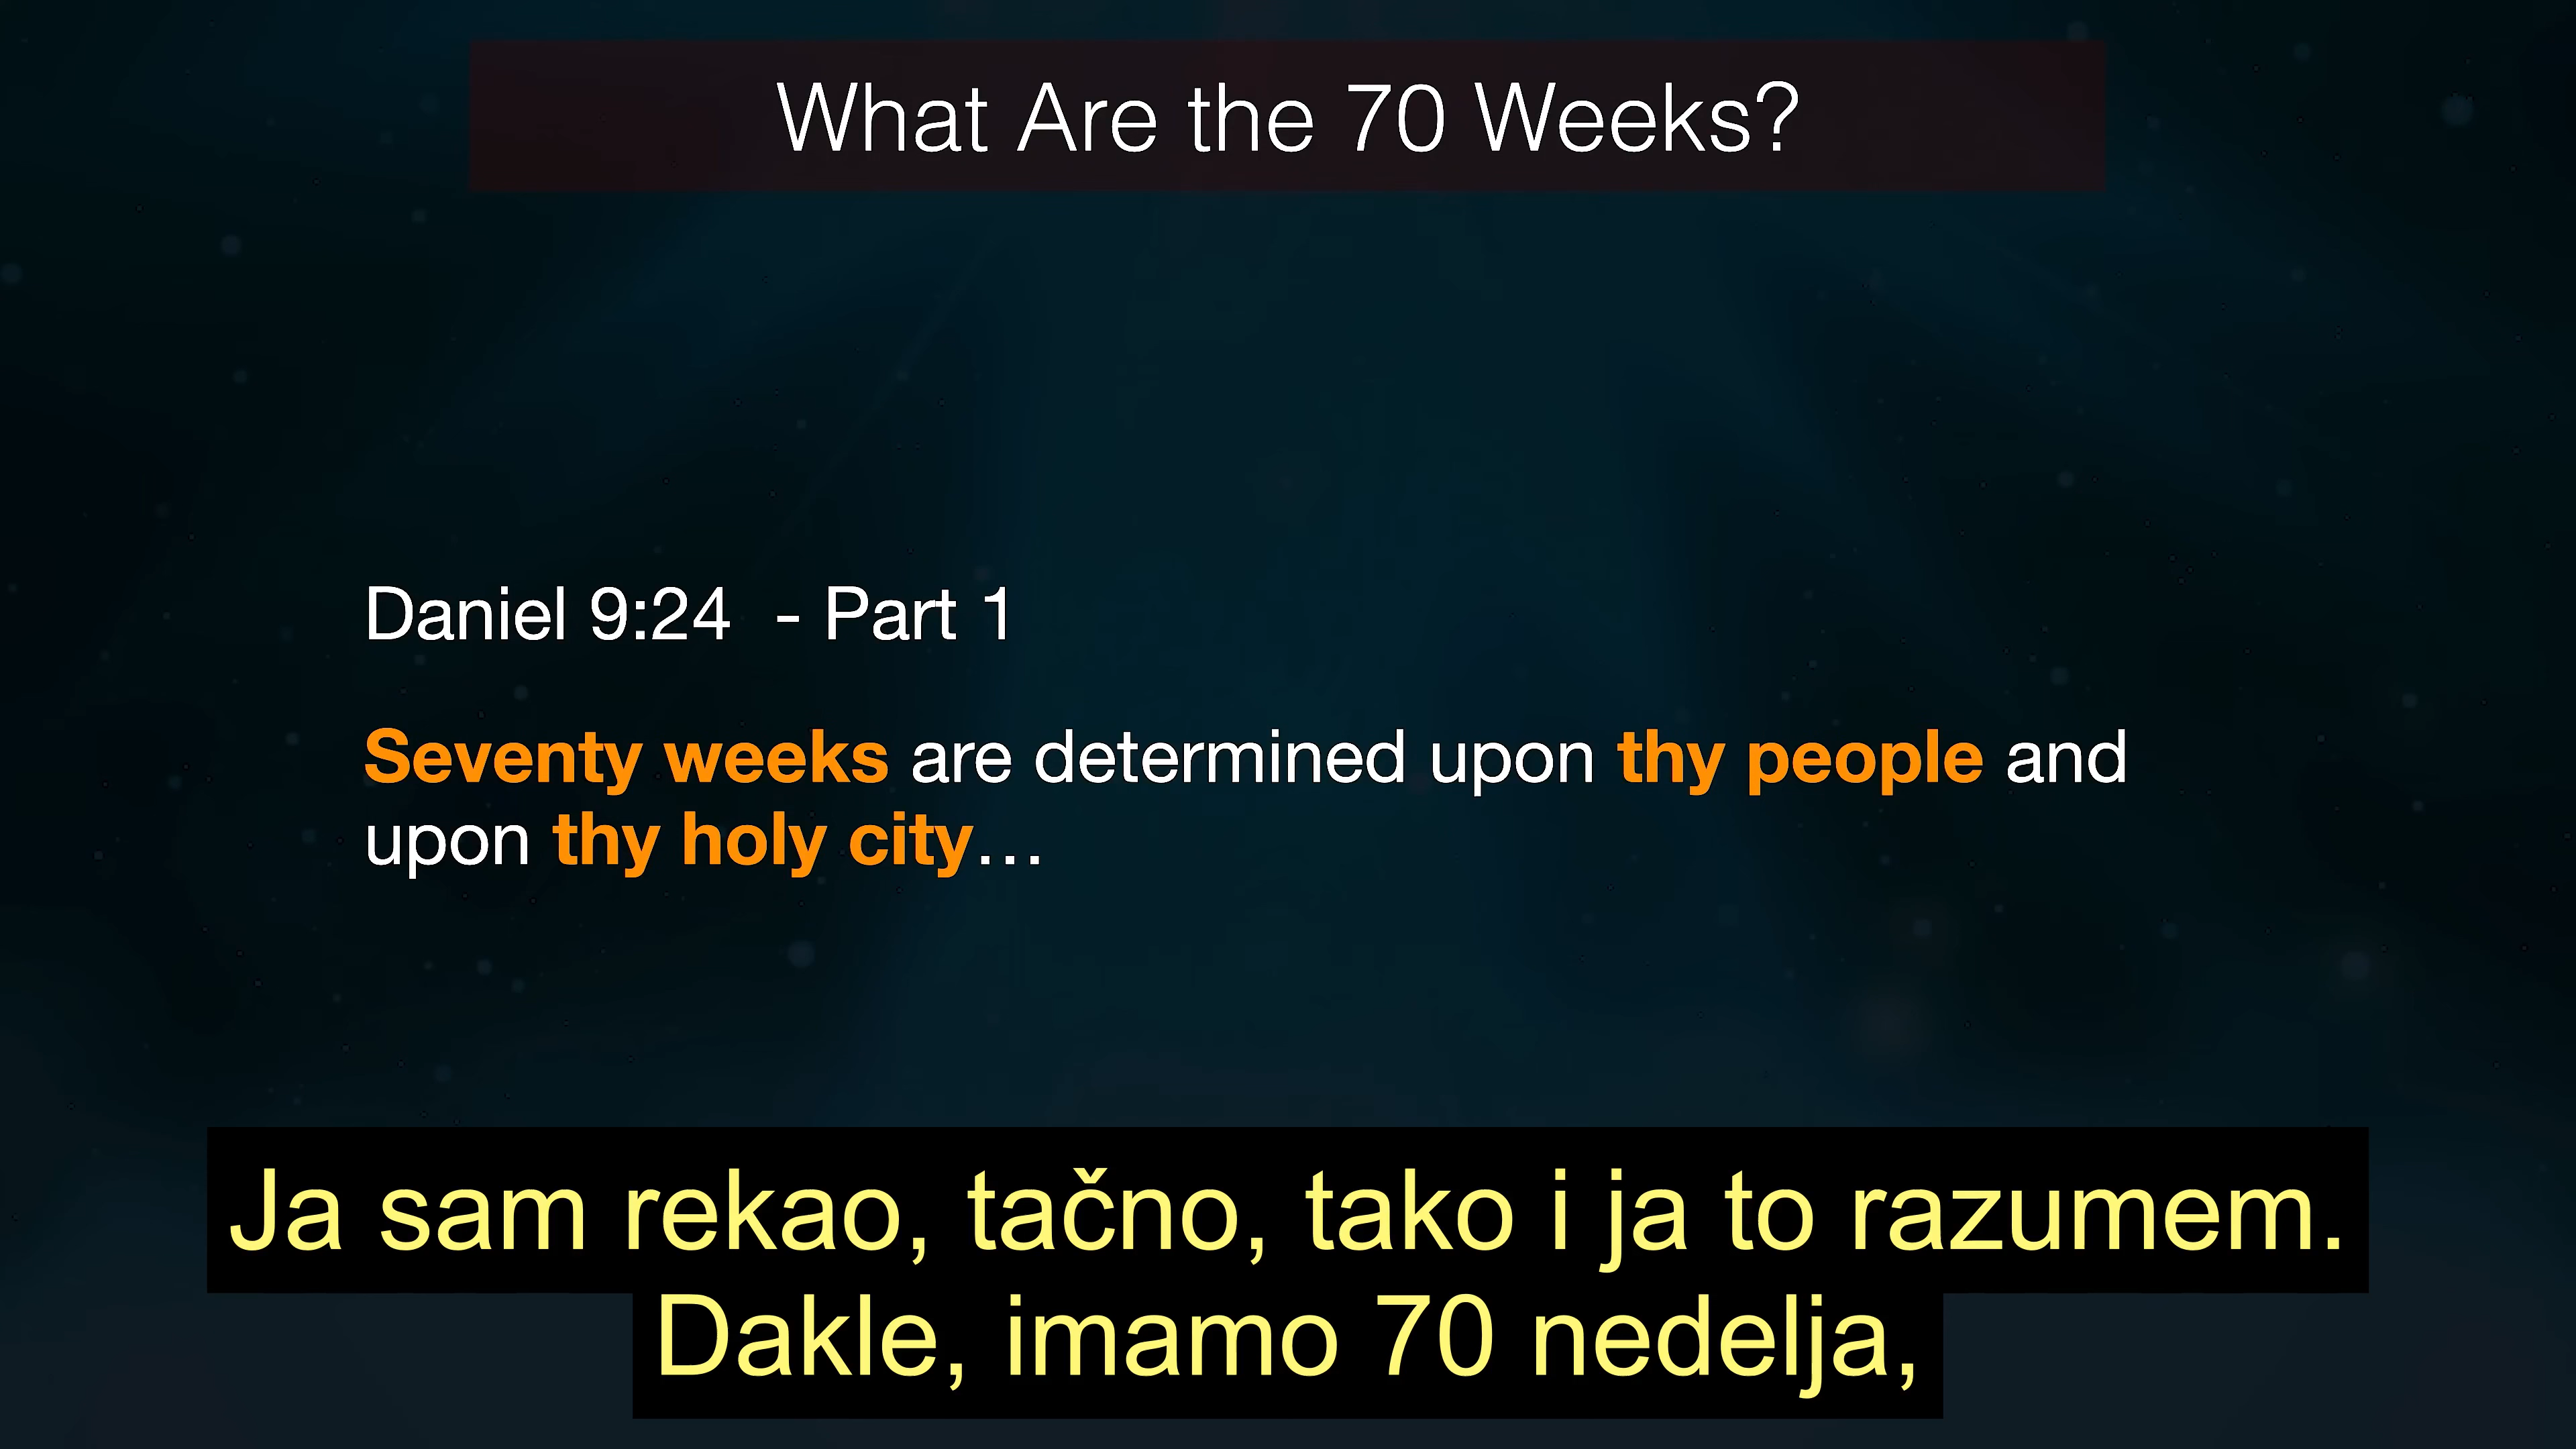 What Are the 70 Weeks?
Daniel 9:24  - Part 1
Seventy weeks are determined upon thy people and
upon thy holy city…
Ja sam rekao, tačno, tako i ja to razumem.
Dakle, imamo 70 nedelja,